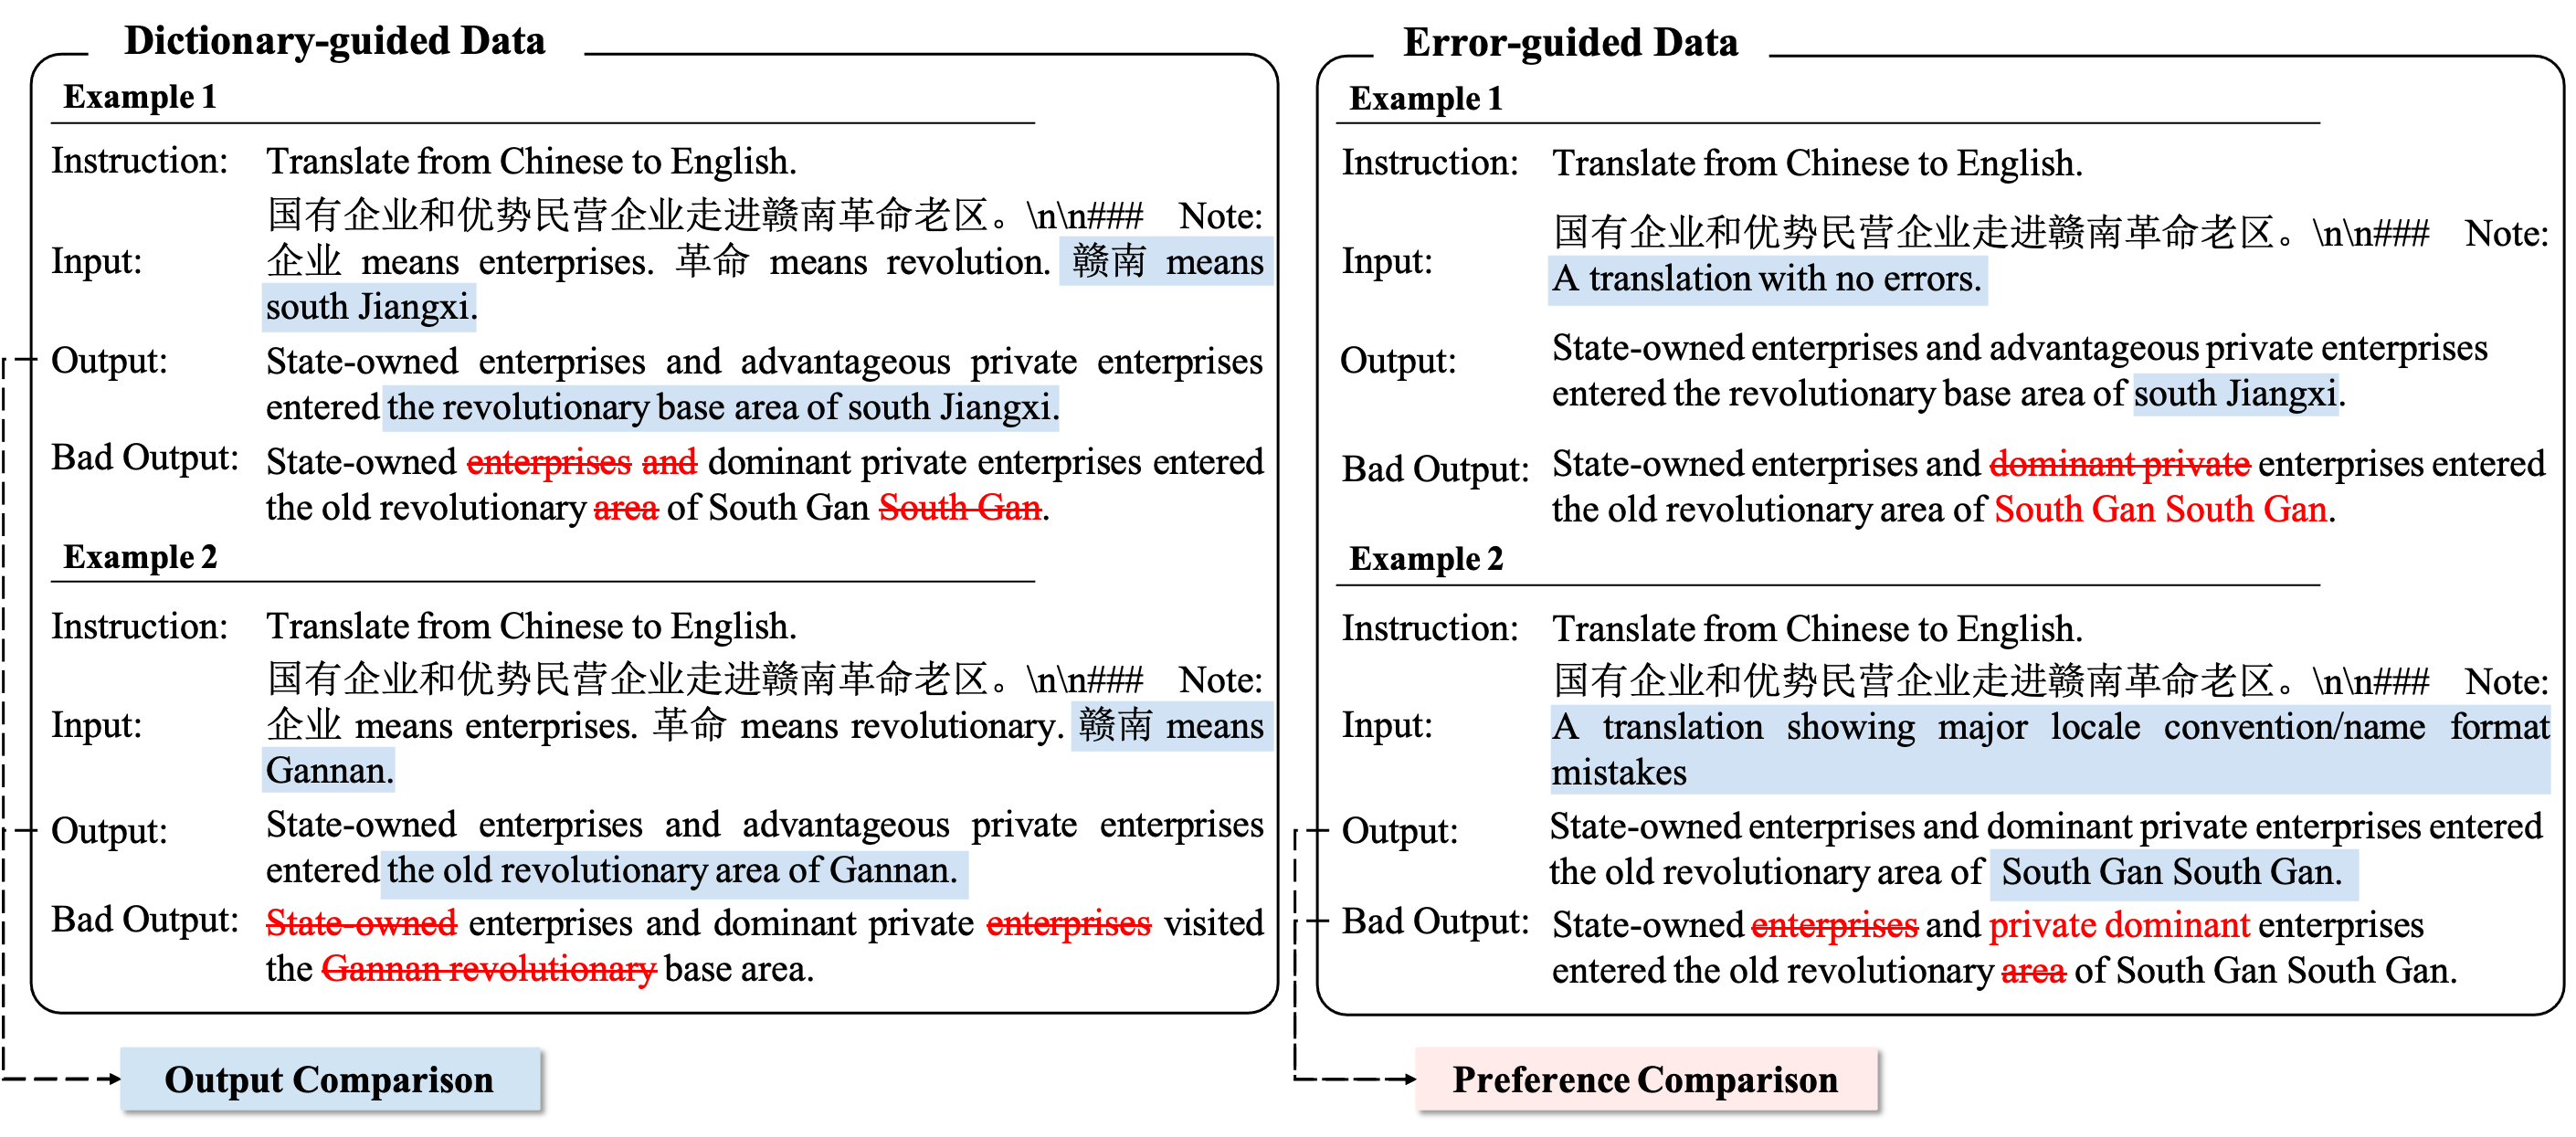 Dictionary-guided Data
Example 1
Instruction: Translate from Chinese to English.
国有企业和优势民营企业走进赣南革命老区。\n\n### Note:
Input: 企业 means enterprises. 革命 means revolution. 赣南 means
south Jiangxi.
Output: State-owned enterprises and advantageous private enterprises
entered the revolutionary base area of south Jiangxi.
Bad Output: State-owned enterprises and dominant private enterprises entered
the old revolutionary area of South Gan South Gan.
Example 2
Instruction: Translate from Chinese to English.
国有企业和优势民营企业走进赣南革命老区。\n\n### Note:
Input: 企业 means enterprises. 革命 means revolutionary. 赣南 means
Gannan.
Output: State-owned enterprises and advantageous private enterprises
entered the old revolutionary area of Gannan.
Bad Output: State-owned enterprises and dominant private enterprises visited
the Gannan revolutionary base area.
Output Comparison
Error-guided Data
Example 1
Instruction: Translate from Chinese to English.
国有企业和优势民营企业走进赣南革命老区。\n\n### Note:
Input: A translation with no errors.
Output: State-owned enterprises and advantageous private enterprises
entered the revolutionary base area of south Jiangxi.
Bad Output: State-owned enterprises and dominant private enterprises entered
the old revolutionary area of South Gan South Gan.
Example 2
Instruction: Translate from Chinese to English.
国有企业和优势民营企业走进赣南革命老区。\n\n### Note:
Input: A translation showing major locale convention/name format
mistakes
Output: State-owned enterprises and dominant private enterprises entered
the old revolutionary area of South Gan South Gan.
Bad Output: State-owned enterprises and private dominant enterprises
entered the old revolutionary area of South Gan South Gan.
Preference Comparison